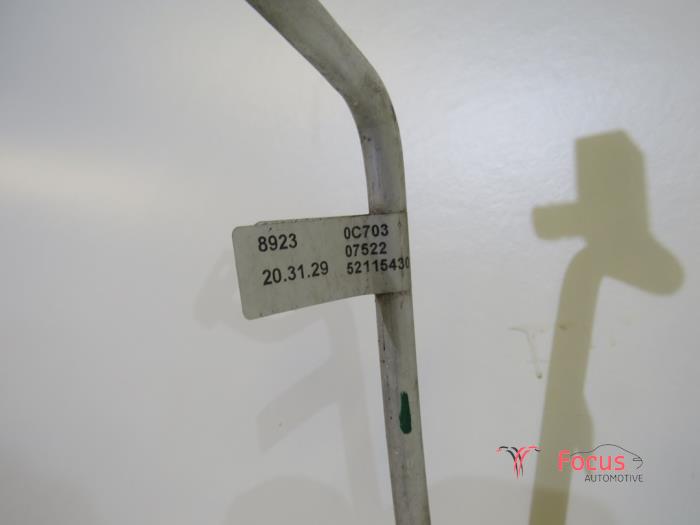 8923 0C703
07522
20.31.29 52115430
Focus
AUTOMOTIVE